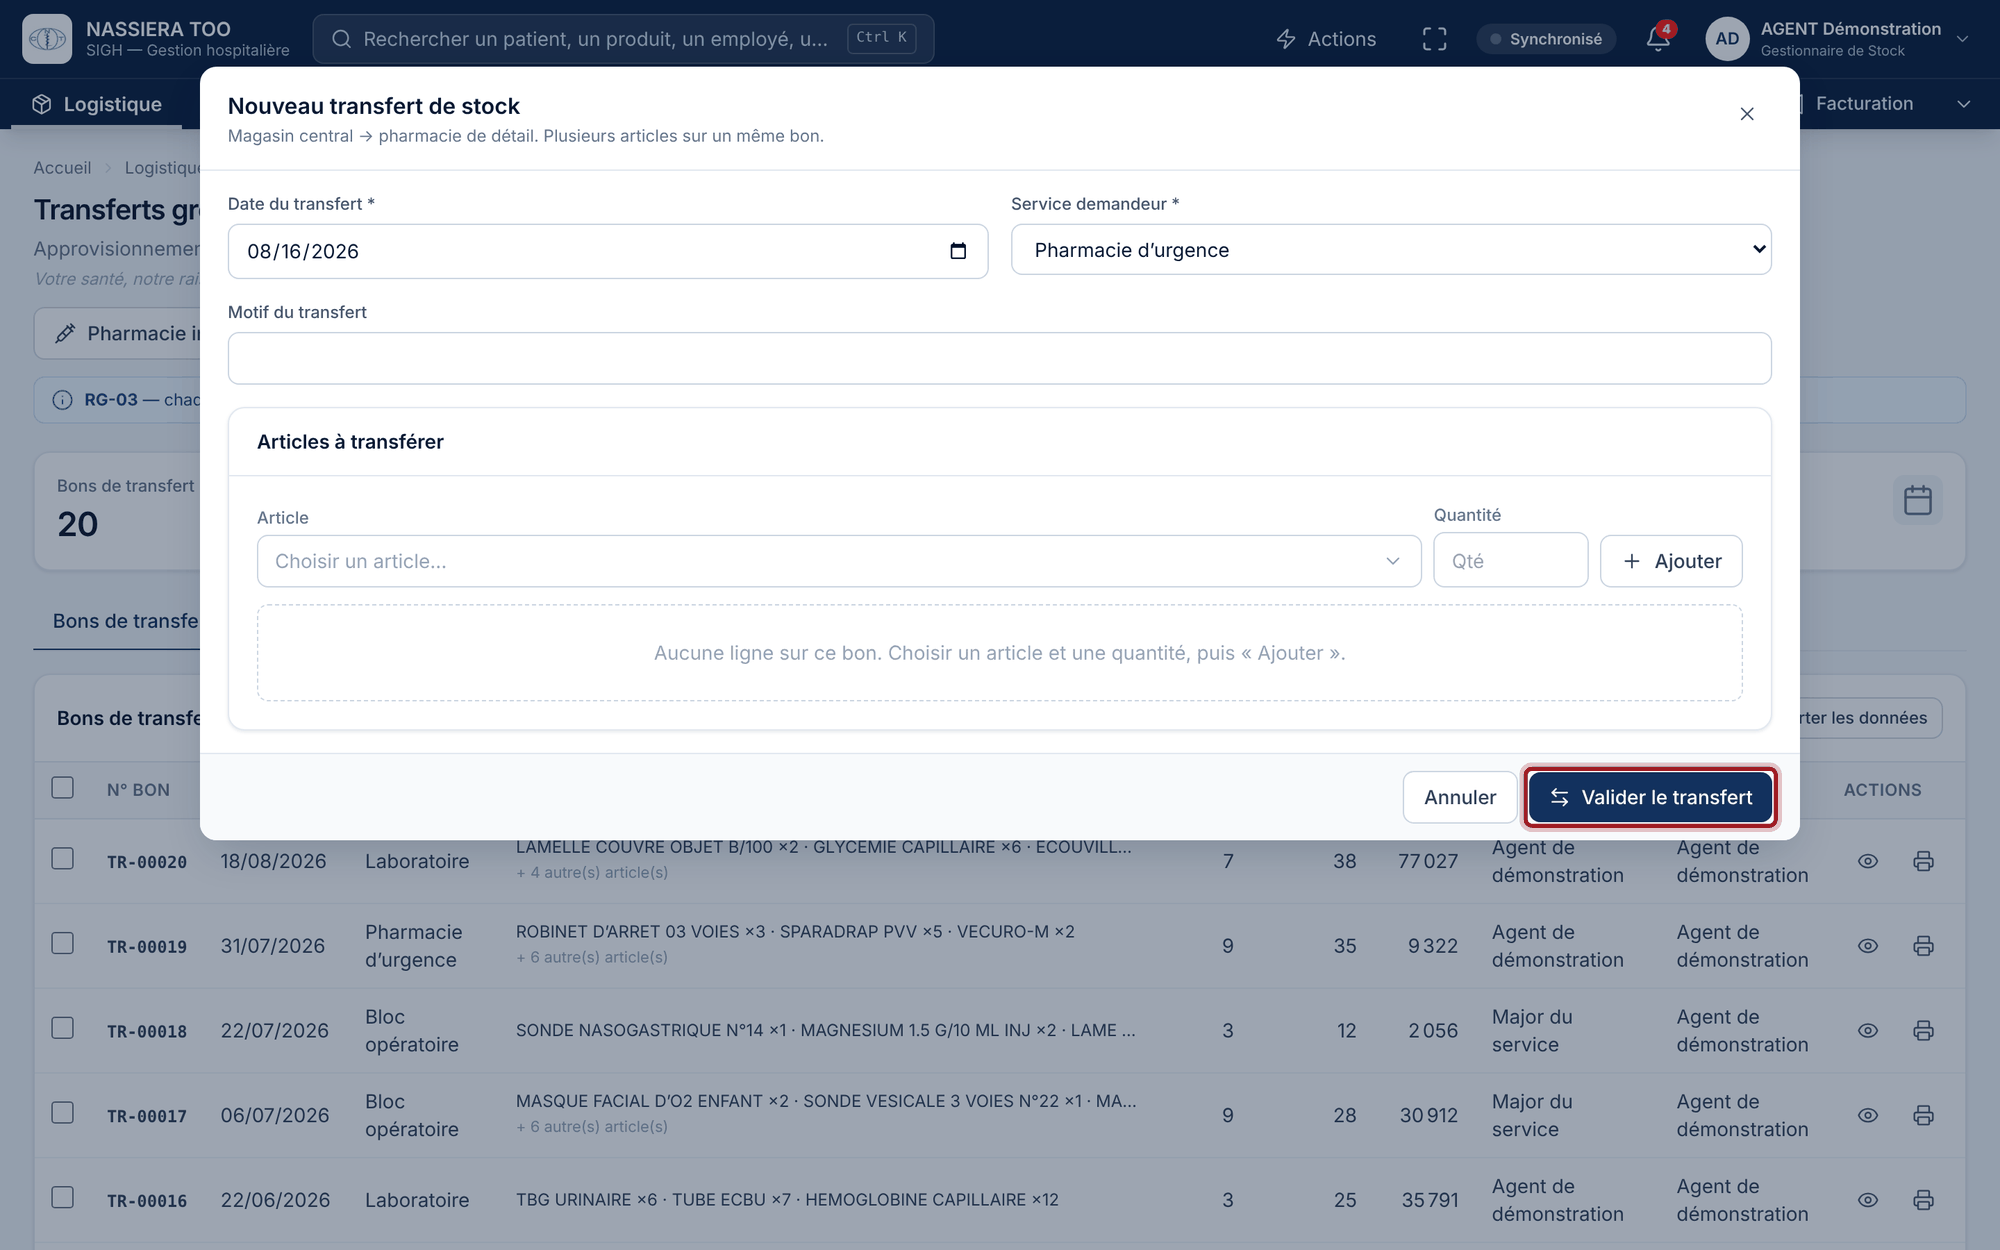 NASSIERA TOO
SIGH — Gestion hospitalière
Rechercher un patient, un produit, un employé, u...
Ctrl K
Actions
Synchronisé
4
AD
AGENT Démonstration
Gestionnaire de Stock
Logistique
Facturation
Accueil
Logistique
Transferts gr
Approvisionnemen
Votre santé, notre rai
Pharmacie i
RG-03 — chac
Bons de transfert
20
Bons de transfe
Bons de transfe
rter les données
Nouveau transfert de stock
Magasin central → pharmacie de détail. Plusieurs articles sur un même bon.
Date du transfert *
08/16/2026
Service demandeur *
Pharmacie d’urgence
Motif du transfert
Articles à transférer
Article
Choisir un article...
Quantité
Qté
+ Ajouter
Aucune ligne sur ce bon. Choisir un article et une quantité, puis « Ajouter ».
Annuler
Valider le transfert
N° BON
ACTIONS
TR-00020 18/08/2026 Laboratoire LAMELLE COUVRE OBJET B/100 ×2 · GLYCEMIE CAPILLAIRE ×6 · ECOUVILL... 7 38 77 027 Agent de démonstration Agent de démonstration
+ 4 autre(s) article(s)
TR-00019 31/07/2026 Pharmacie d’urgence ROBINET D’ARRET 03 VOIES ×3 · SPARADRAP PVV ×5 · VECURO-M ×2 9 35 9 322 Agent de démonstration Agent de démonstration
+ 6 autre(s) article(s)
TR-00018 22/07/2026 Bloc opératoire SONDE NASOGASTRIQUE N°14 ×1 · MAGNESIUM 1.5 G/10 ML INJ ×2 · LAME ... 3 12 2 056 Major du service Agent de démonstration
TR-00017 06/07/2026 Bloc opératoire MASQUE FACIAL D’O2 ENFANT ×2 · SONDE VESICALE 3 VOIES N°22 ×1 · MA... 9 28 30 912 Major du service Agent de démonstration
+ 6 autre(s) article(s)
TR-00016 22/06/2026 Laboratoire TBG URINAIRE ×6 · TUBE ECBU ×7 · HEMOGLOBINE CAPILLAIRE ×12 3 25 35 791 Agent de démonstration Agent de démonstration